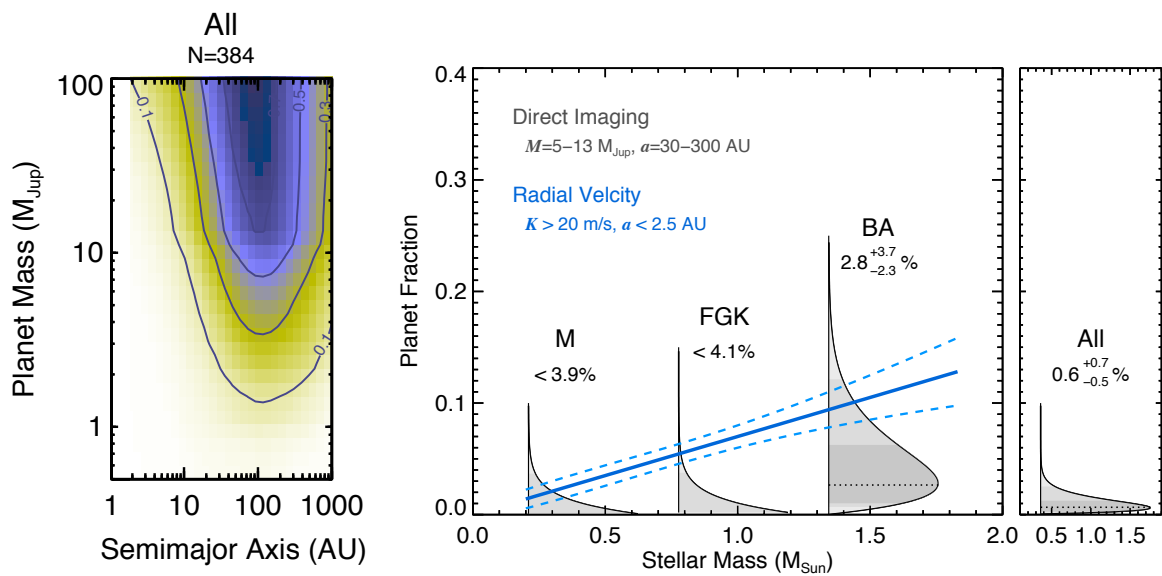 All
N=384
100
10
1
Planet Mass (M_Jup)
0.1
0.5
0.3
0.1
1 10 100 1000
Semimajor Axis (AU)
0.4
0.3
0.2
0.1
0.0
Planet Fraction
Direct Imaging
M=5–13 M_Jup, a=30–300 AU
Radial Velcity
K > 20 m/s, a < 2.5 AU
M
< 3.9%
FGK
< 4.1%
BA
2.8 +3.7 −2.3 %
0.0 0.5 1.0 1.5 2.0
Stellar Mass (M_Sun)
All
0.6 +0.7 −0.5 %
0.5 1.0 1.5